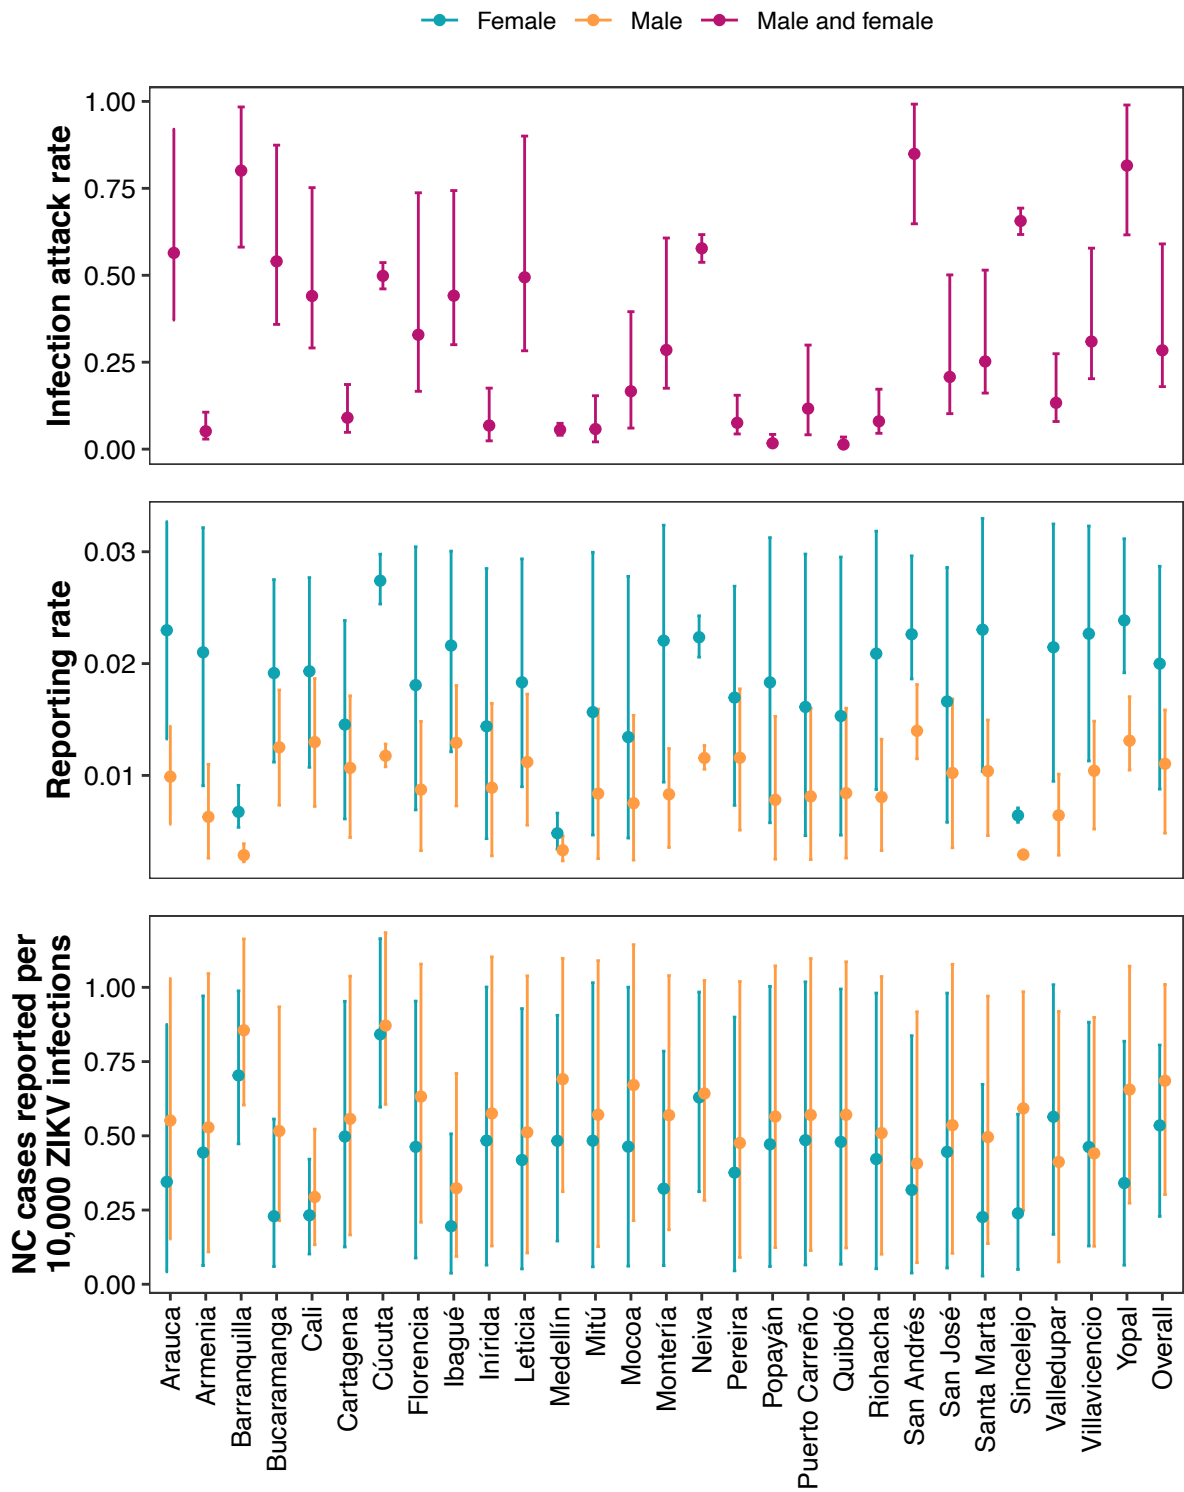 Female Male Male and female
Infection attack rate
1.00
0.75
0.50
0.25
0.00
Reporting rate
0.03
0.02
0.01
NC cases reported per
10,000 ZIKV infections
1.00
0.75
0.50
0.25
0.00
Arauca
Armenia
Barranquilla
Bucaramanga
Cali
Cartagena
Cúcuta
Florencia
Ibagué
Inirida
Leticia
Medellín
Mitú
Mocoa
Montería
Neiva
Pereira
Popayán
Puerto Carreño
Quibdó
Riohacha
San Andrés
San José
Santa Marta
Sincelejo
Valledupar
Villavicencio
Yopal
Overall